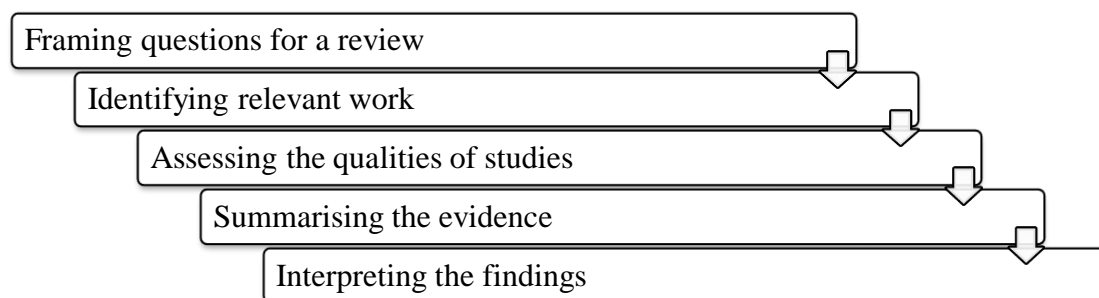 Framing questions for a review
Identifying relevant work
Assessing the qualities of studies
Summarising the evidence
Interpreting the findings